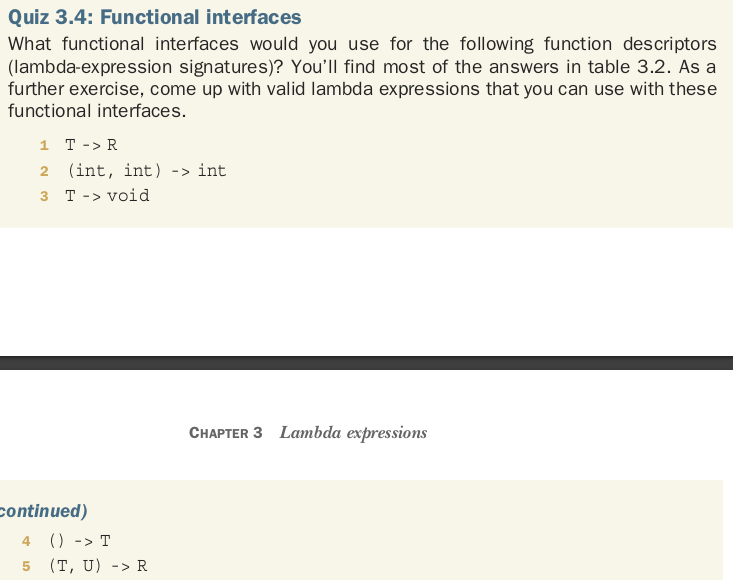 Quiz 3.4: Functional interfaces
What functional interfaces would you use for the following function descriptors
(lambda-expression signatures)? You'll find most of the answers in table 3.2. As a
further exercise, come up with valid lambda expressions that you can use with these
functional interfaces.
1 T -> R
2 (int, int) -> int
3 T -> void
CHAPTER 3 Lambda expressions
continued)
4 () -> T
5 (T, U) -> R